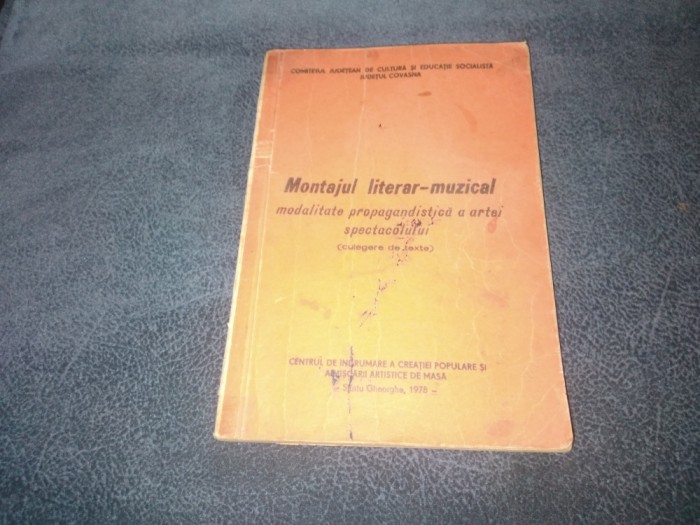 COMITETUL JUDEȚEAN DE CULTURĂ ȘI EDUCAȚIE SOCIALISTĂ
JUDEȚUL COVASNA
Montajul literar-muzical
modalitate propagandistică a artei
spectacolului
(culegere de texte)
CENTRUL DE ÎNDRUMARE A CREAȚIEI POPULARE ȘI
A MIȘCĂRII ARTISTICE DE MASĂ
– Sfîntu Gheorghe, 1978 –